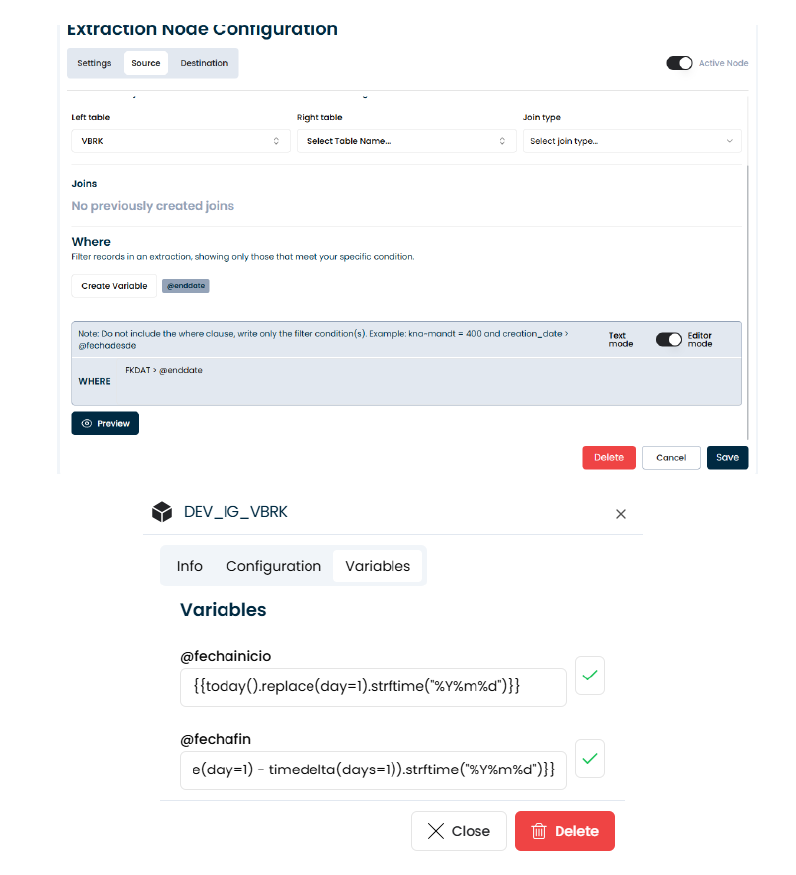 Extraction Node Configuration
Settings Source Destination
Active Node
Left table Right table Join type
VBRK Select Table Name... Select join type...
Joins
No previously created joins
Where
Filter records in an extraction, showing only those that meet your specific condition.
Create Variable @enddate
Note: Do not include the where clause, write only the filter condition(s). Example: kna-mandt = 400 and creation_date >
@fechadesde
Text
mode
Editor
mode
WHERE
FKDAT > @enddate
Preview
Delete Cancel Save
DEV_IG_VBRK
Info Configuration Variables
Variables
@fechainicio
{{today().replace(day=1).strftime("%Y%m%d")}}
@fechafin
e(day=1) - timedelta(days=1)).strftime("%Y%m%d")}}
Close Delete